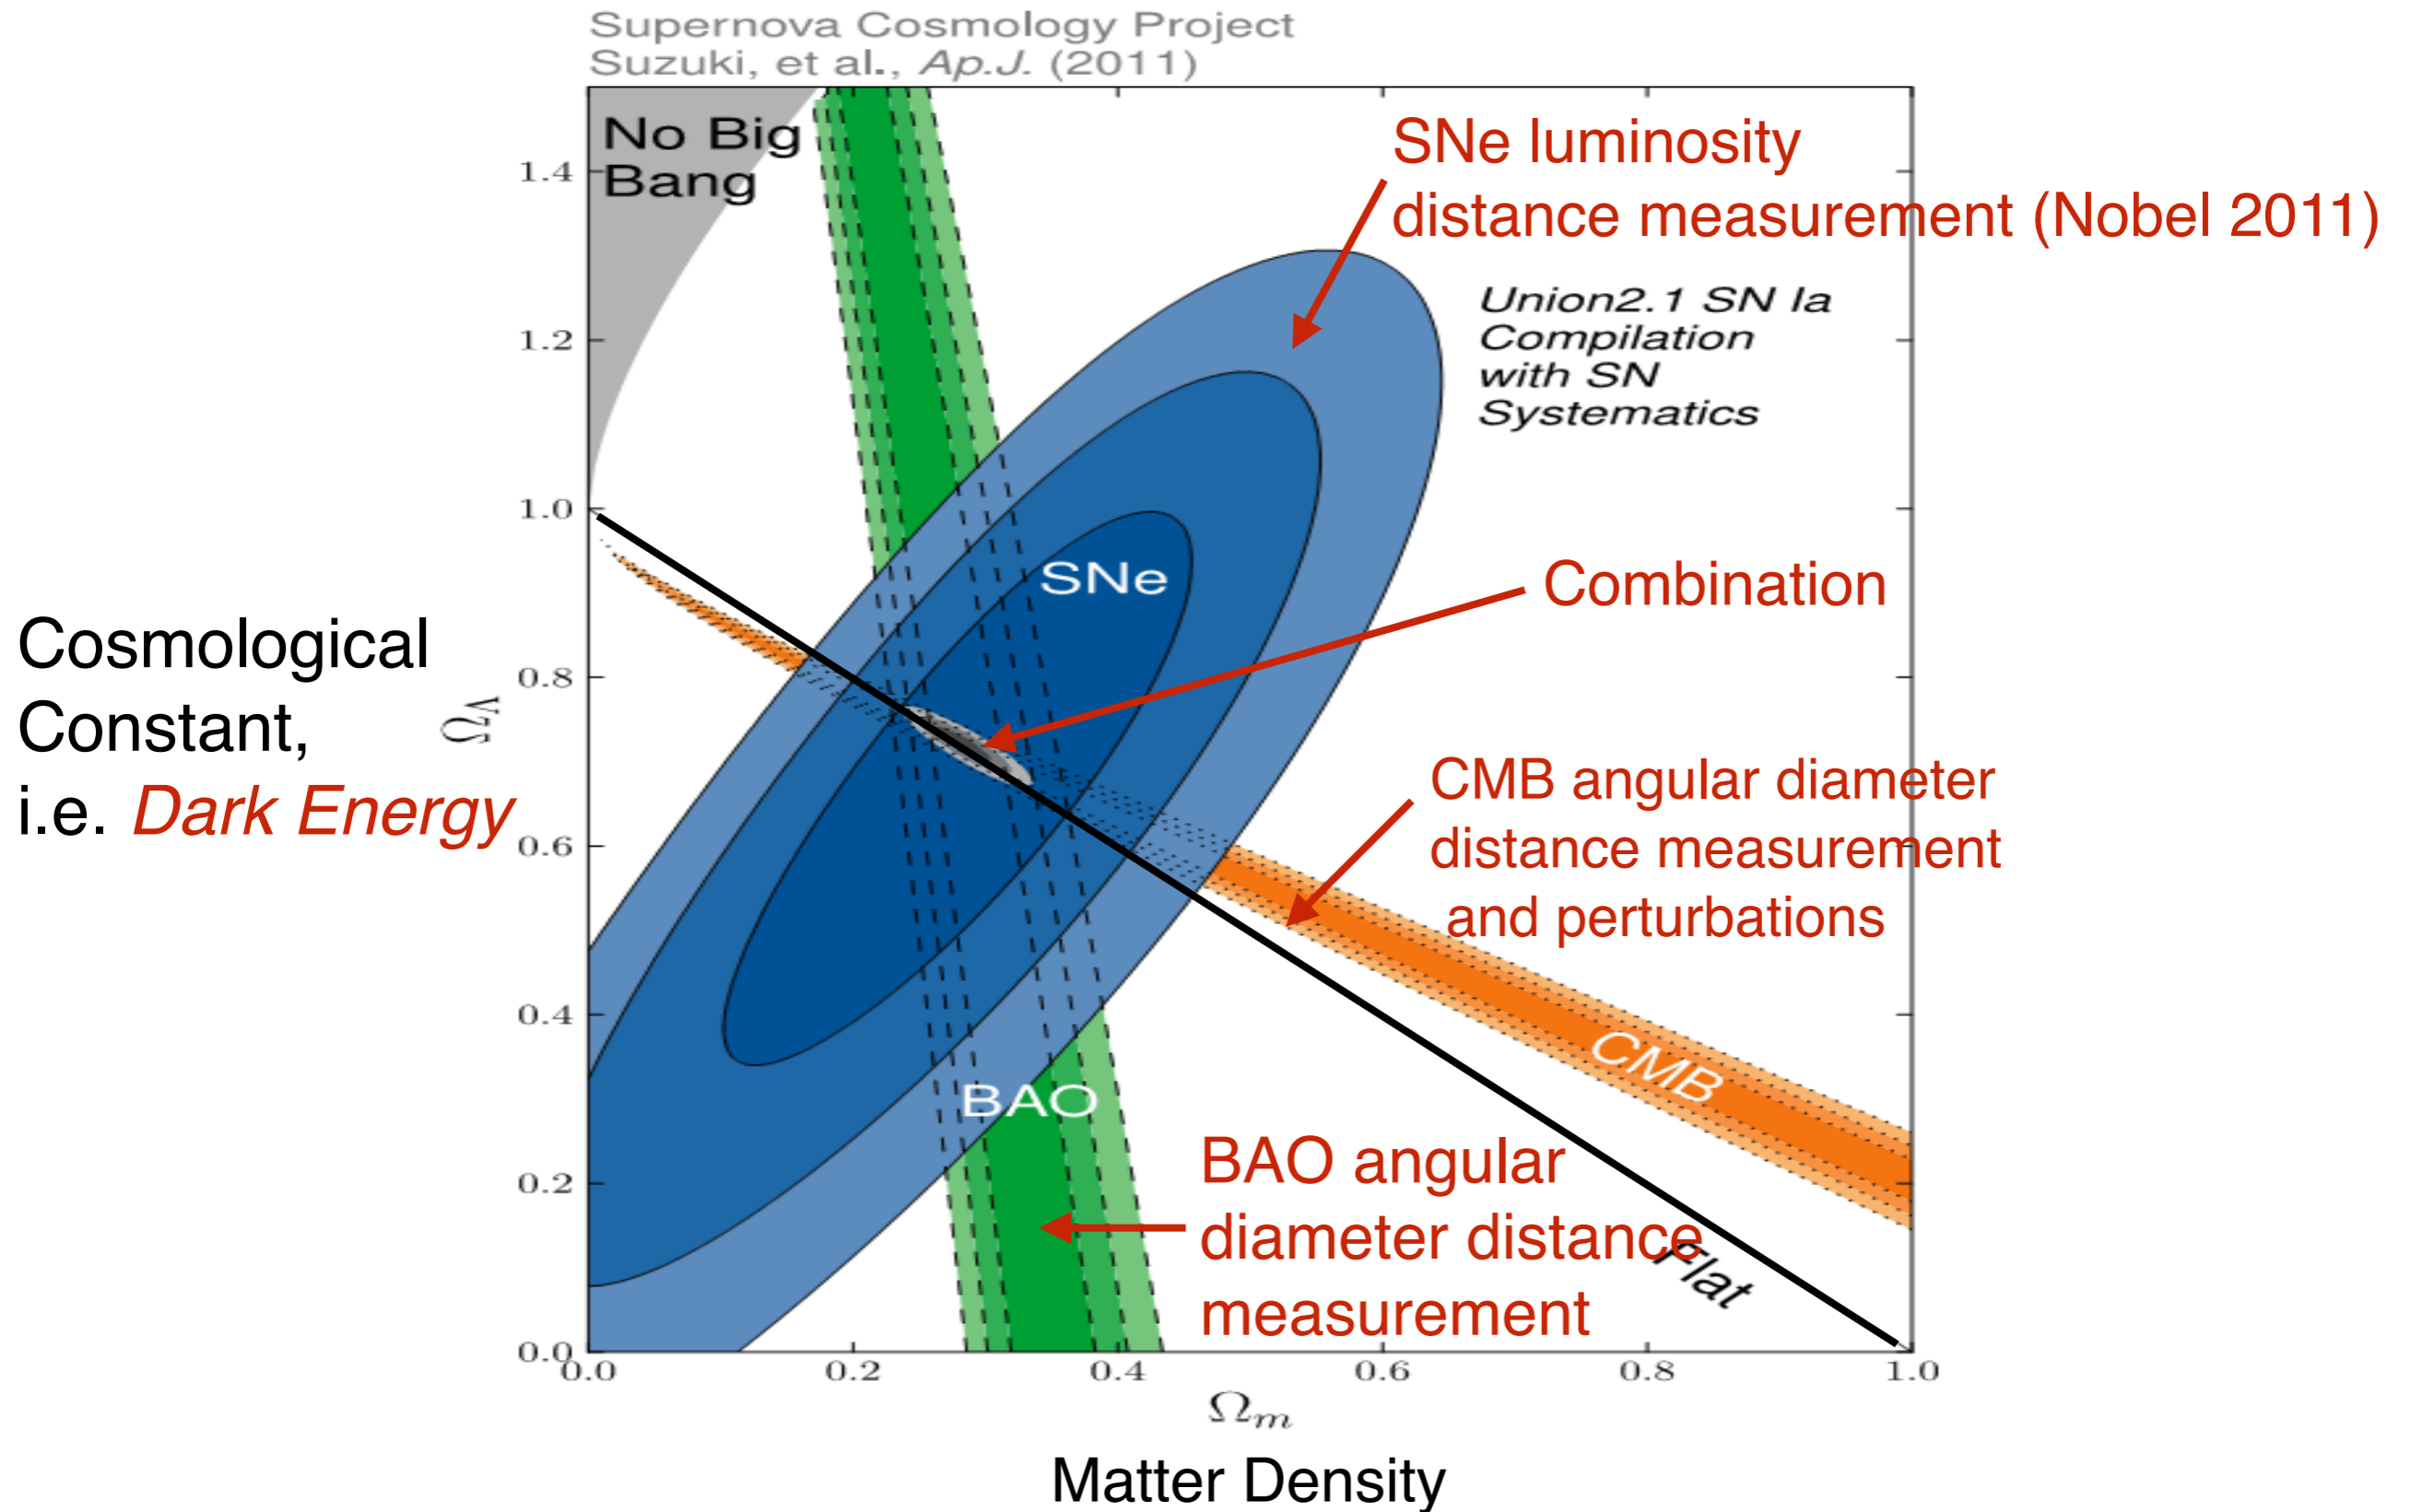 Supernova Cosmology Project
Suzuki, et al., Ap.J. (2011)
No Big
Bang
SNe luminosity
distance measurement (Nobel 2011)
Union2.1 SN Ia
Compilation
with SN
Systematics
SNe
Combination
Cosmological
Constant,
i.e. Dark Energy
CMB angular diameter
distance measurement
and perturbations
CMB
BAO
BAO angular
diameter distance
measurement
Flat
1.4
1.2
1.0
0.8
0.6
0.4
0.2
0.0
Ω_Λ
0.0 0.2 0.4 0.6 0.8 1.0
Ω_m
Matter Density